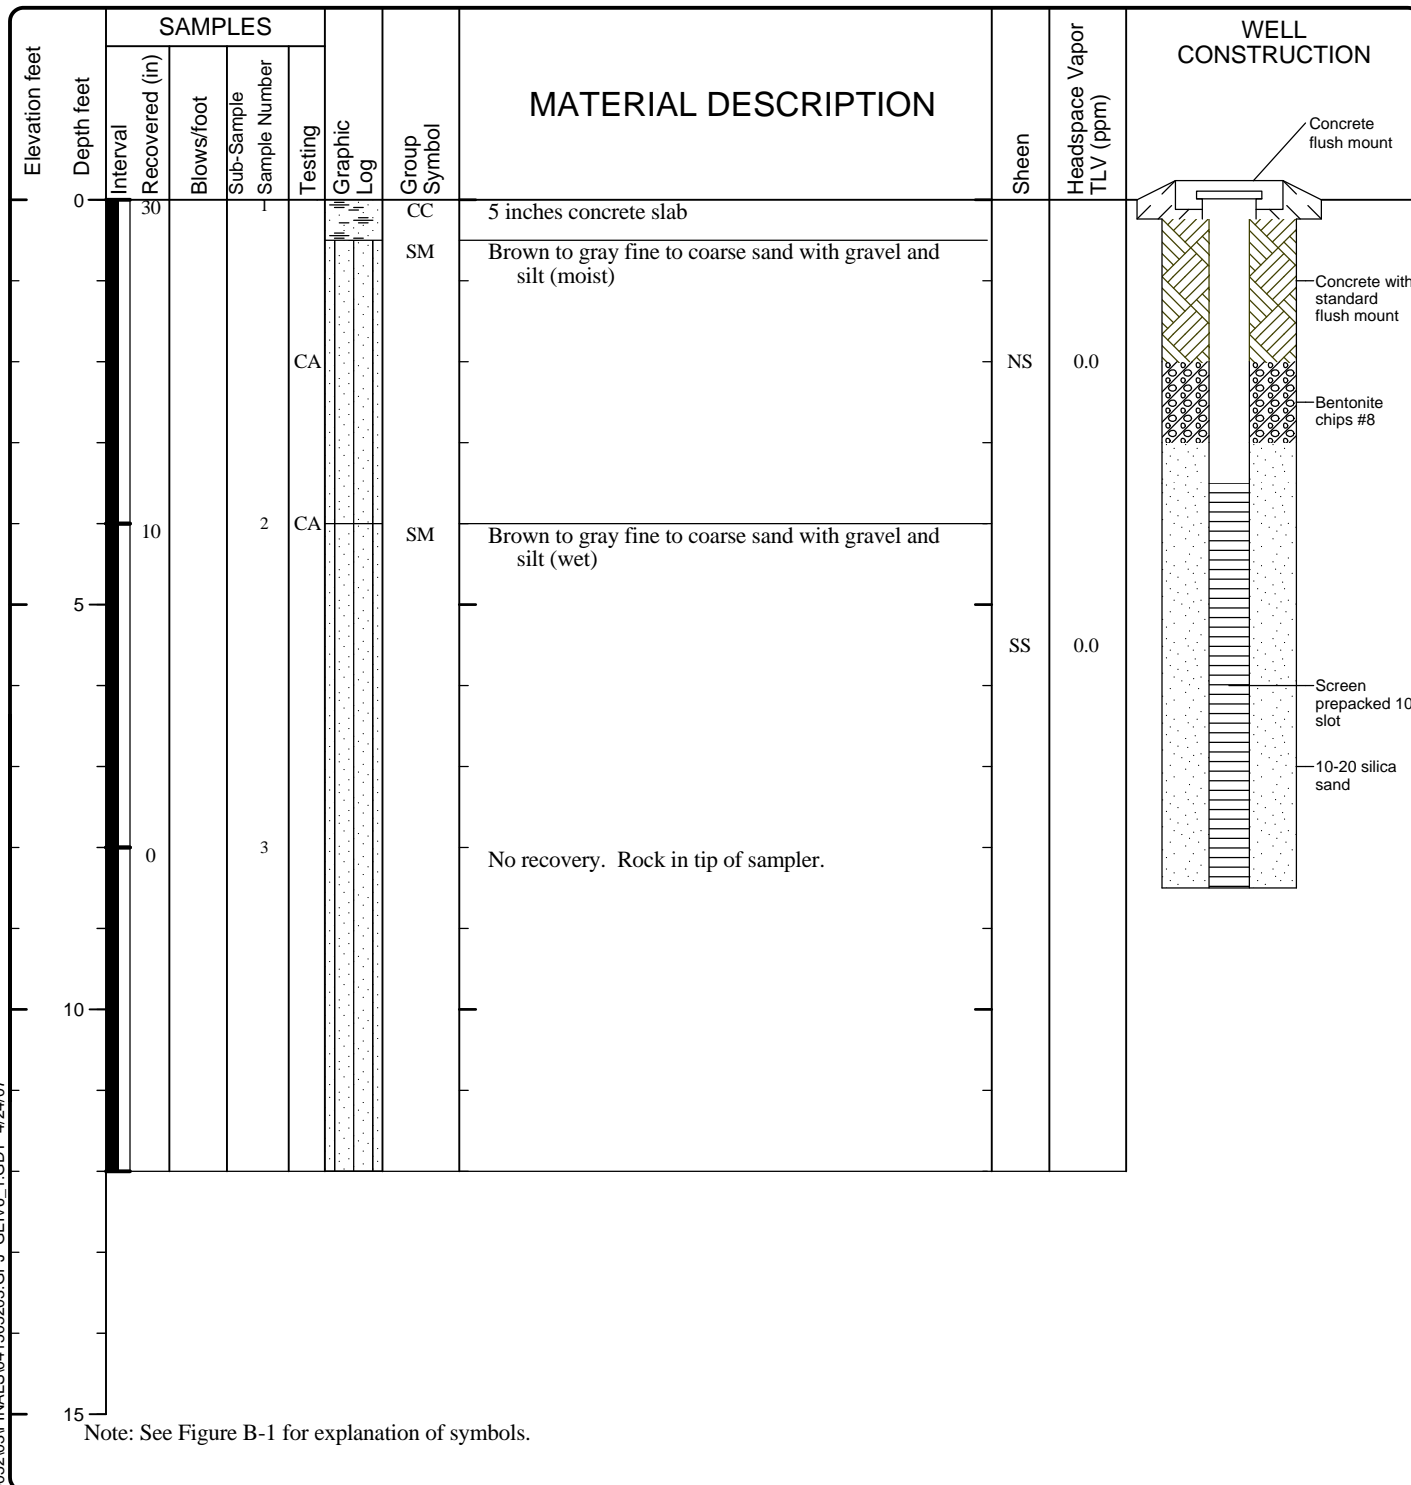 SAMPLES
Elevation feet
Depth feet
Interval
Recovered (in)
Blows/foot
Sub-Sample
Sample Number
Testing
Graphic
Log
Group
Symbol
MATERIAL DESCRIPTION
Sheen
Headspace Vapor
TLV (ppm)
WELL
CONSTRUCTION
Concrete
flush mount
0
30
1
CC
5 inches concrete slab
SM
Brown to gray fine to coarse sand with gravel and
silt (moist)
Concrete with
standard
flush mount
CA
NS
0.0
Bentonite
chips #8
10
2
CA
SM
Brown to gray fine to coarse sand with gravel and
silt (wet)
5
SS
0.0
Screen
prepacked 10
slot
10-20 silica
sand
0
3
No recovery. Rock in tip of sampler.
10
15
Note: See Figure B-1 for explanation of symbols.